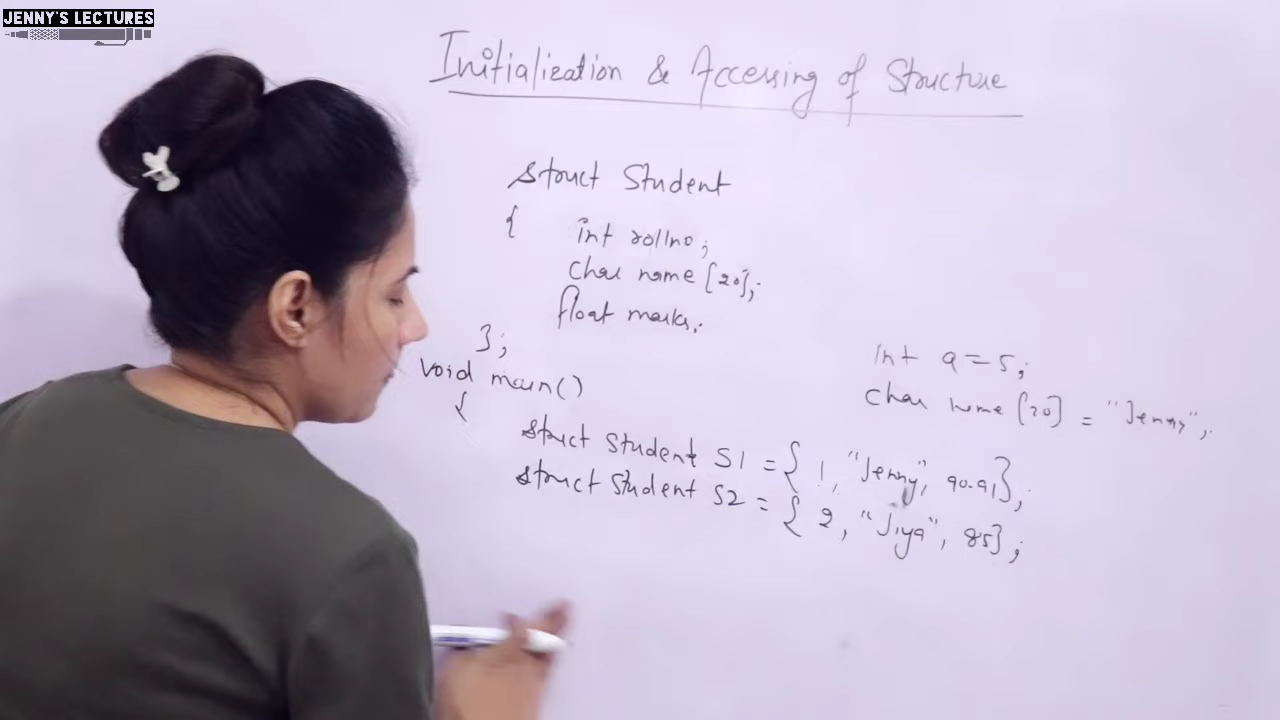 JENNY'S LECTURES
Initialization & Accessing of Structure
struct Student
{ int rollno;
char name [20];
float marks;
};
void main()
{
int a = 5;
char name [20] = "Jenny";
struct Student S1 = { 1, "Jenny", 90.91};
struct Student S2 = { 2, "Jiya", 85};